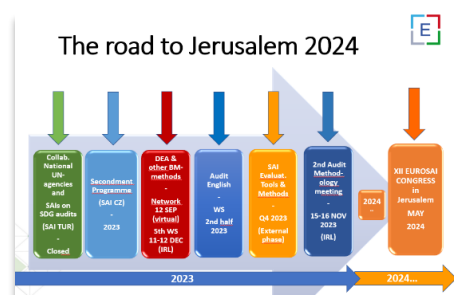 E
The road to Jerusalem 2024
Collab.
National
UN-
agencies
and
SAIs on
SDG audits
(SAI TUR)
-
Closed
Secondment
Programme
(SAI CZ)
-
2023
DEA &
other BM-
methods
-
Network
12 SEP
(virtual)
5th WS
11-12 DEC
(IRL)
Audit
English
-
WS
2nd half
2023
SAI
Evaluat.
Tools &
Methods
-
Q4 2023
(External
phase)
2nd Audit
Method-
ology
meeting
-
15-16 NOV
2023
(IRL)
2024
-
XII EUROSAI
CONGRESS
in
Jerusalem
MAY
2024
2023
2024...